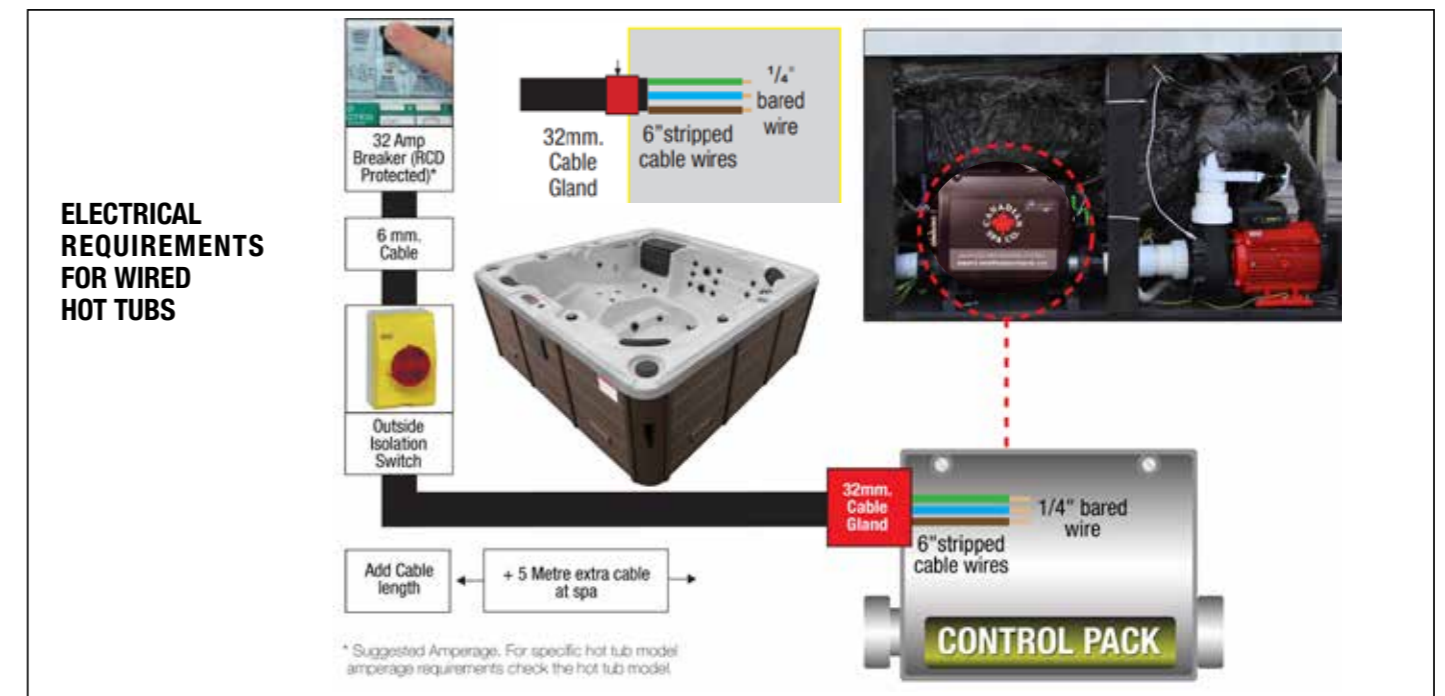 ELECTRICAL
REQUIREMENTS
FOR WIRED
HOT TUBS
32 Amp
Breaker (RCD
Protected)*
6 mm.
Cable
Outside
Isolation
Switch
Add Cable
length
+ 5 Metre extra cable
at spa
* Suggested Amperage. For specific hot tub model
amperage requirements check the hot tub model
32mm.
Cable
Gland
6"stripped
cable wires
1/4"
bared
wire
CANADIAN
SPA CO.
32mm.
Cable
Gland
6"stripped
cable wires
1/4" bared
wire
CONTROL PACK